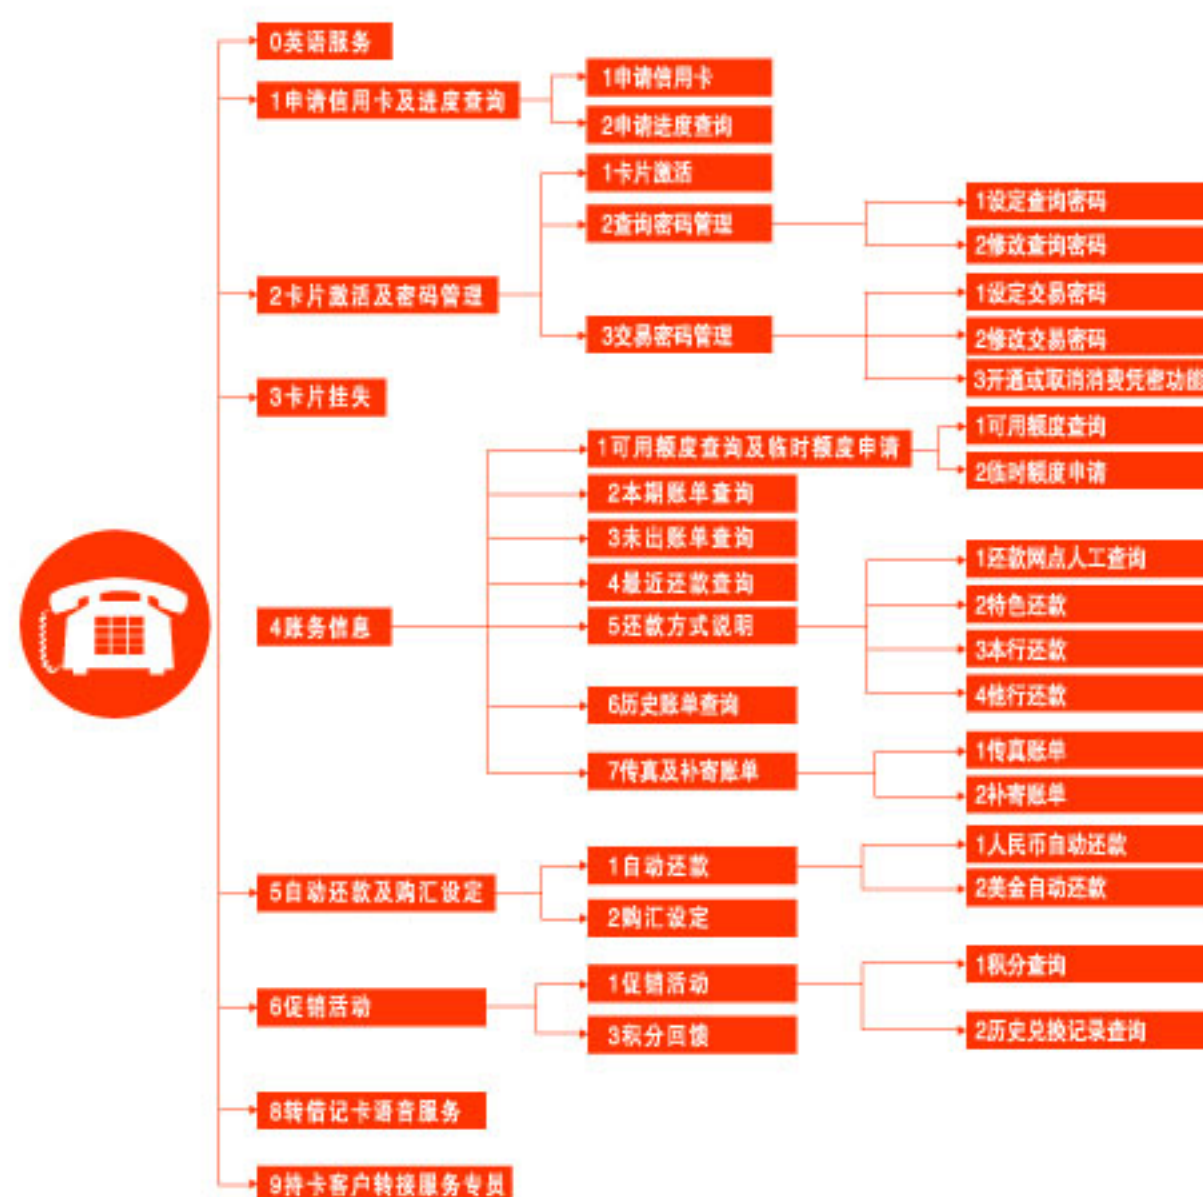 0英语服务
1申请信用卡及进度查询
1申请信用卡
2申请进度查询
2卡片激活及密码管理
1卡片激活
2查询密码管理
1设定查询密码
2修改查询密码
3交易密码管理
1设定交易密码
2修改交易密码
3开通或取消消费凭密功能
3卡片挂失
4账务信息
1可用额度查询及临时额度申请
1可用额度查询
2临时额度申请
2本期账单查询
3未出账单查询
4最近还款查询
5还款方式说明
1还款网点人工查询
2特色还款
3本行还款
4他行还款
6历史账单查询
7传真及补寄账单
1传真账单
2补寄账单
5自动还款及购汇设定
1自动还款
1人民币自动还款
2美金自动还款
2购汇设定
6促销活动
1促销活动
1积分查询
2历史兑换记录查询
3积分回馈
8转借记卡语音服务
9持卡客户转接服务专员